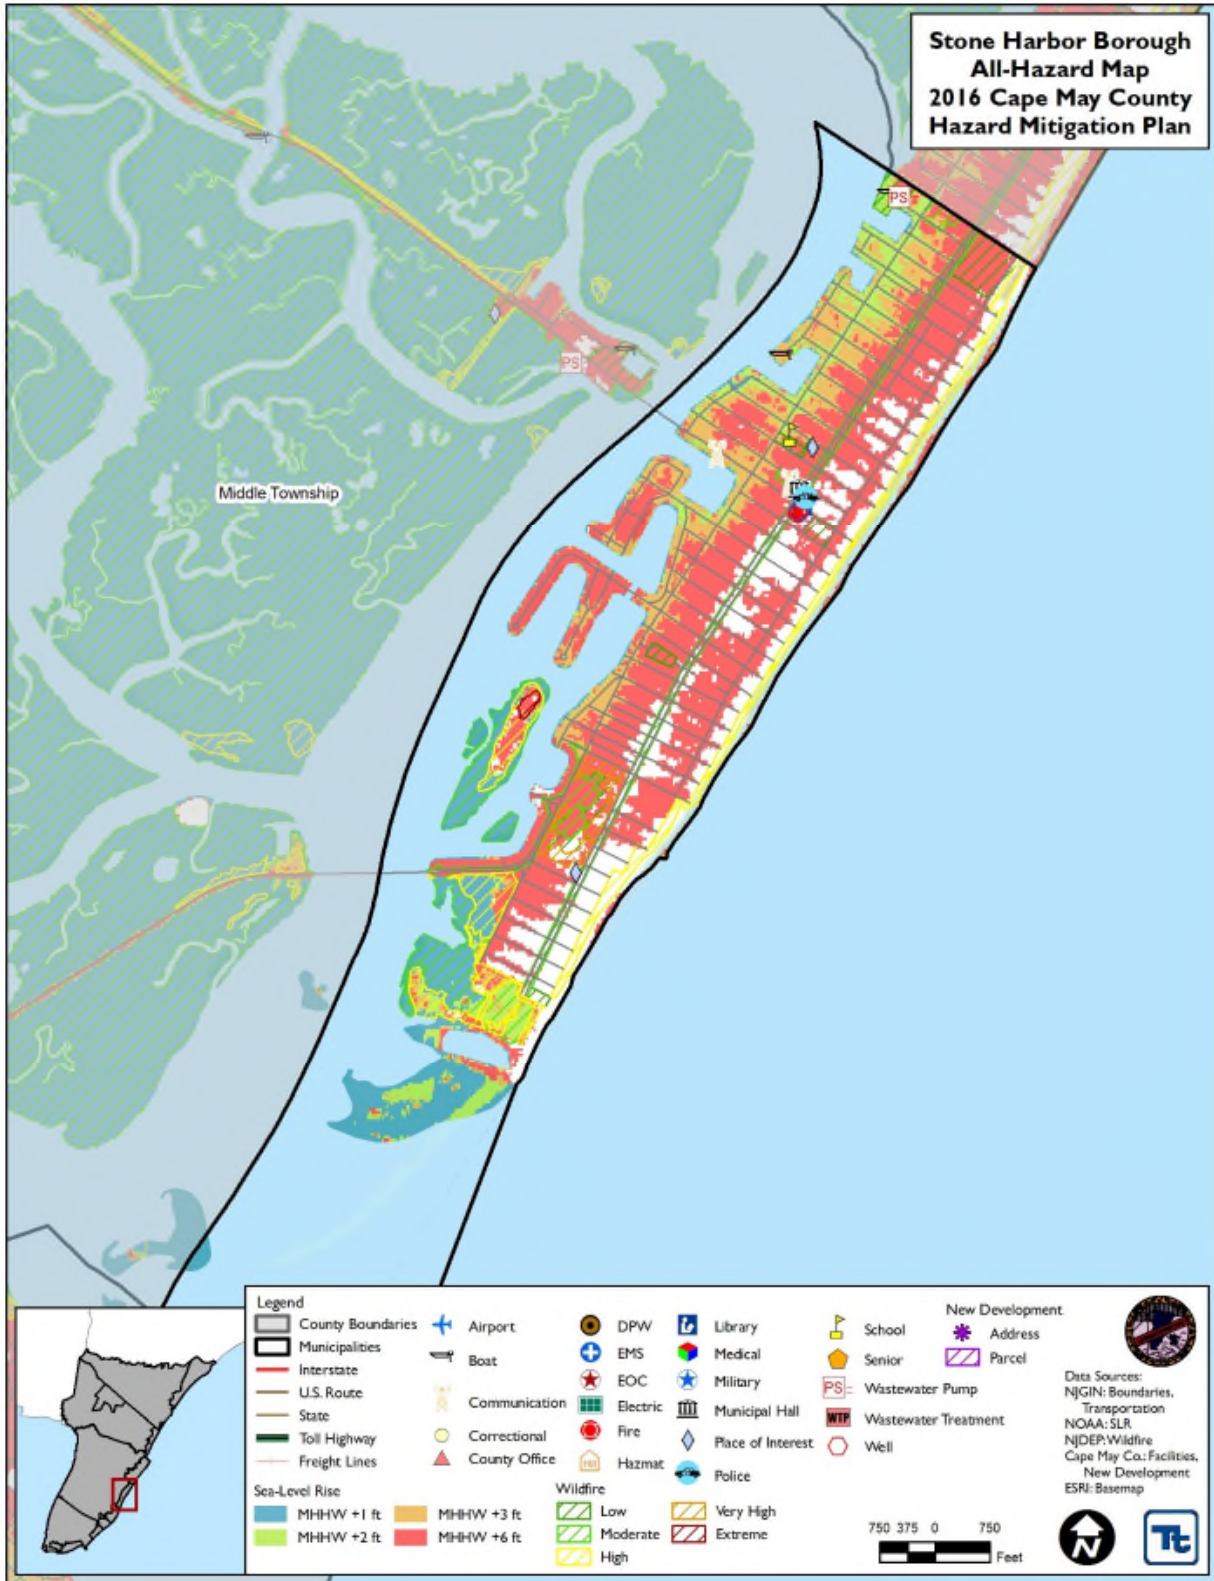 Stone Harbor Borough
All-Hazard Map
2016 Cape May County
Hazard Mitigation Plan
PS
PS
Middle Township
Legend
County Boundaries
Municipalities
Interstate
U.S. Route
State
Toll Highway
Freight Lines
Airport
Boat
Communication
Correctional
County Office
DPW
EMS
EOC
Electric
Fire
Hazmat
Library
Medical
Military
Municipal Hall
Place of Interest
Police
School
Senior
PS Wastewater Pump
WTP Wastewater Treatment
Well
New Development
Address
Parcel
Sea-Level Rise
MHHW +1 ft
MHHW +2 ft
MHHW +3 ft
MHHW +6 ft
Wildfire
Low
Moderate
High
Very High
Extreme
750 375 0 750
Feet
N
Tt
Data Sources:
NJGIN: Boundaries,
Transportation
NOAA: SLR
NJDEP: Wildfire
Cape May Co.: Facilities,
New Development
ESRI: Basemap